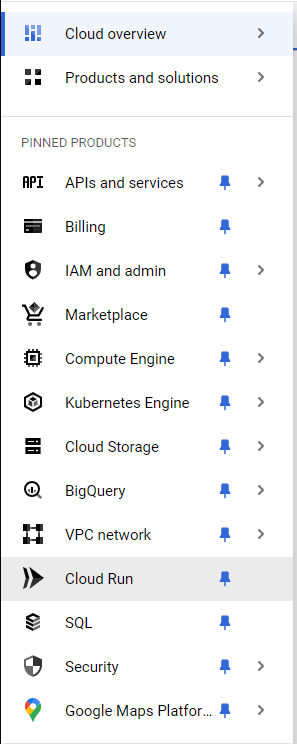 Cloud overview
Products and solutions
PINNED PRODUCTS
API APIs and services
Billing
IAM and admin
Marketplace
Compute Engine
Kubernetes Engine
Cloud Storage
BigQuery
VPC network
Cloud Run
SQL
Security
Google Maps Platfor...